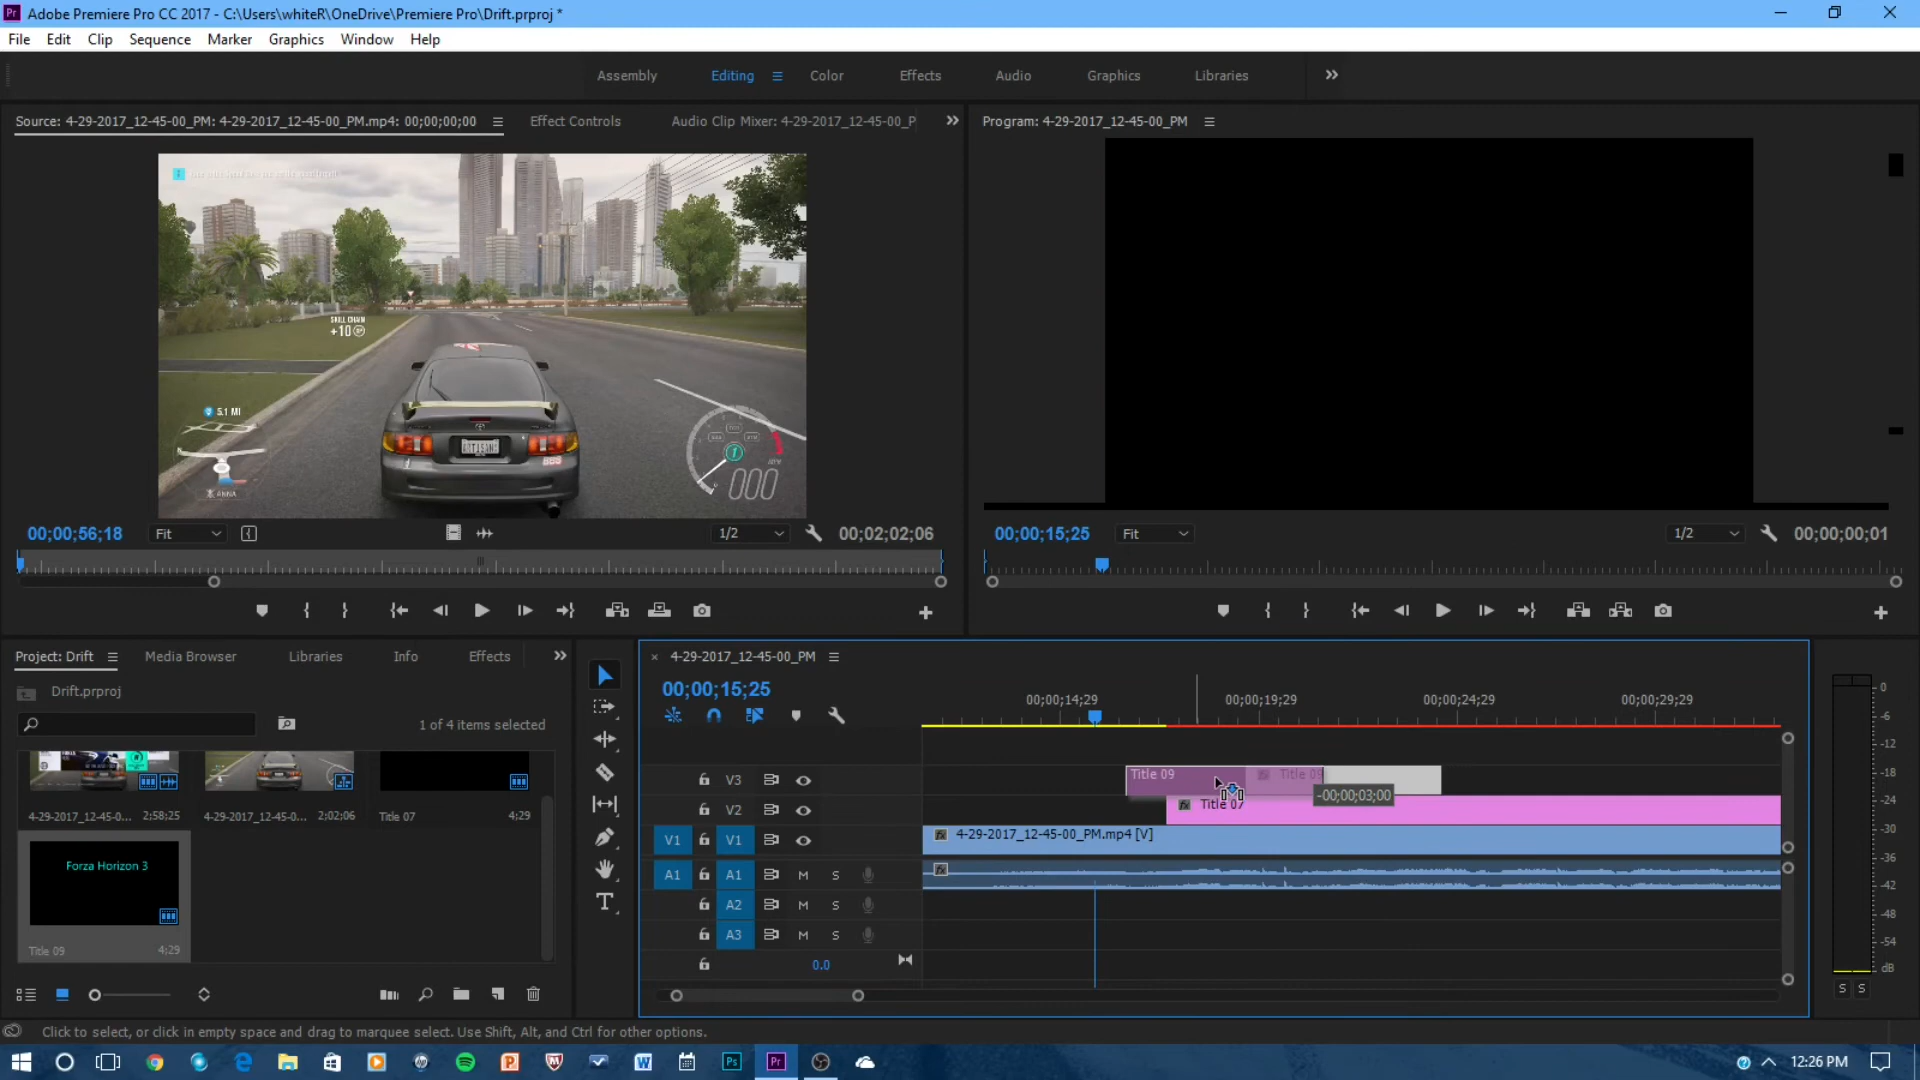 Adobe Premiere Pro CC 2017 - C:\Users\whiteR\OneDrive\Premiere Pro\Drift.prproj *
File Edit Clip Sequence Marker Graphics Window Help
Assembly Editing Color Effects Audio Graphics Libraries
Source: 4-29-2017_12-45-00_PM: 4-29-2017_12-45-00_PM.mp4: 00;00;00;00 Effect Controls Audio Clip Mixer: 4-29-2017_12-45-00_P
Program: 4-29-2017_12-45-00_PM
SKILL CHAIN
+10
5.1 MI
ANNA
1
000
00;00;56;18 Fit 1/2 00;02;02;06
00;00;15;25 Fit 1/2 00;00;00;01
Project: Drift Media Browser Libraries Info Effects
Drift.prproj
1 of 4 items selected
4-29-2017_12-45-0... 2:58:25
4-29-2017_12-45-0... 2:02:06
Title 07 4:29
Forza Horizon 3
Title 09 4:29
4-29-2017_12-45-00_PM
00;00;15;25
00;00;14;29 00;00;19;29 00;00;24;29 00;00;29;29
V3 Title 09 Title 09
-00;00;03;00
V2 Title 07
V1 V1 4-29-2017_12-45-00_PM.mp4 [V]
A1 A1 M S
A2 M S
A3 M S
0.0
0
-6
-12
-18
-24
-30
-36
-42
-48
-54
dB
S S
Click to select, or click in empty space and drag to marquee select. Use Shift, Alt, and Ctrl for other options.
12:26 PM